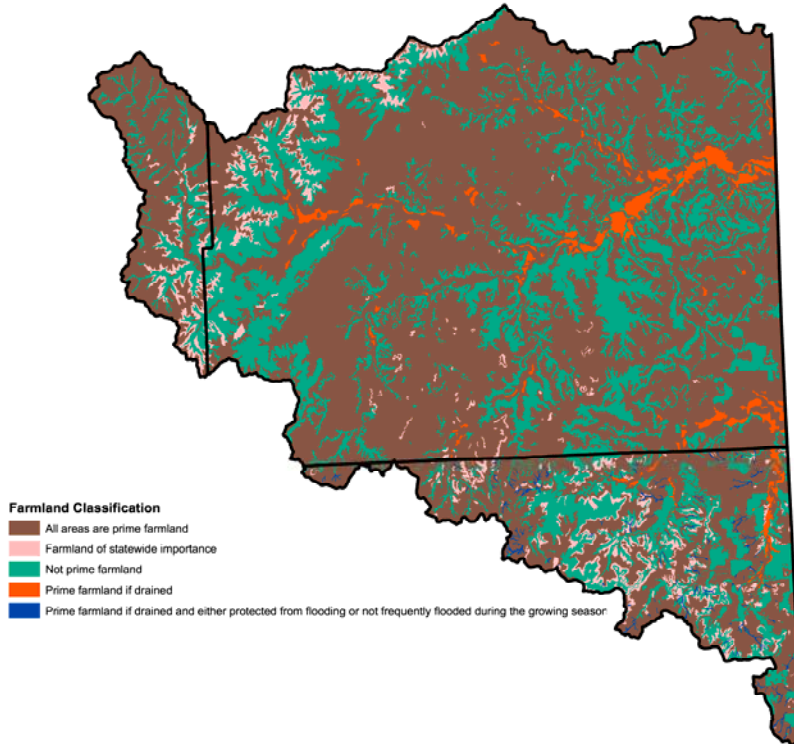 Farmland Classification
All areas are prime farmland
Farmland of statewide importance
Not prime farmland
Prime farmland if drained
Prime farmland if drained and either protected from flooding or not frequently flooded during the growing season